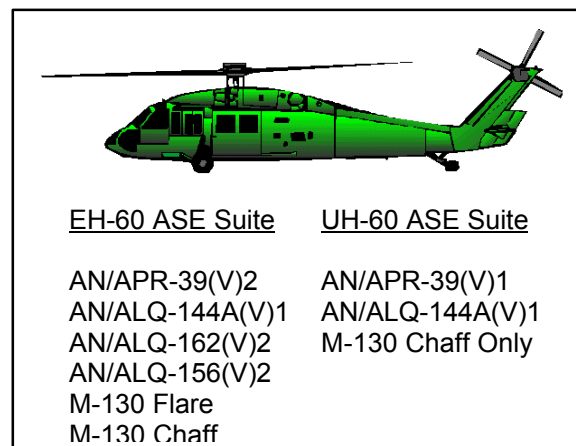 EH-60 ASE Suite
AN/APR-39(V)2
AN/ALQ-144A(V)1
AN/ALQ-162(V)2
AN/ALQ-156(V)2
M-130 Flare
M-130 Chaff
UH-60 ASE Suite
AN/APR-39(V)1
AN/ALQ-144A(V)1
M-130 Chaff Only